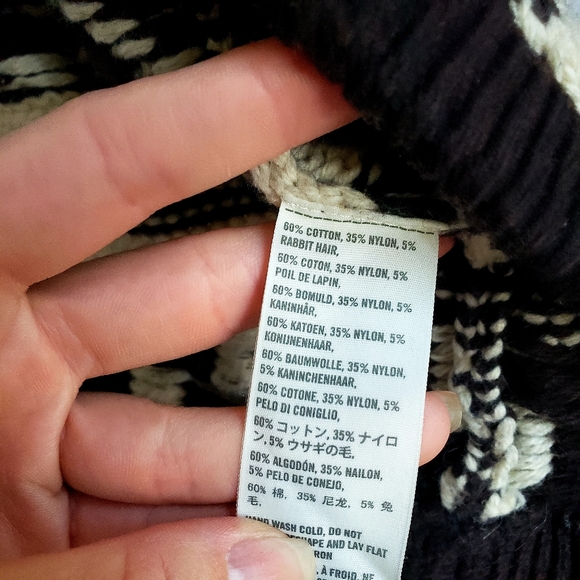 60% COTTON, 35% NYLON, 5%
RABBIT HAIR,
60% COTON, 35% NYLON, 5%
POIL DE LAPIN,
60% BOMULD, 35% NYLON, 5%
KANINHÅR,
60% KATOEN, 35% NYLON, 5%
KONIJNENHAAR,
60% BAUMWOLLE, 35% NYLON,
5% KANINCHENHAAR,
60% COTONE, 35% NYLON, 5%
PELO DI CONIGLIO,
60% コットン, 35% ナイロ
ン, 5% ウサギの毛,
60% ALGODÓN, 35% NAILON,
5% PELO DE CONEJO,
60% 棉, 35% 尼龙, 5% 兔
毛,
HAND WASH COLD, DO NOT
AND LAY FLAT
À FROID, NE